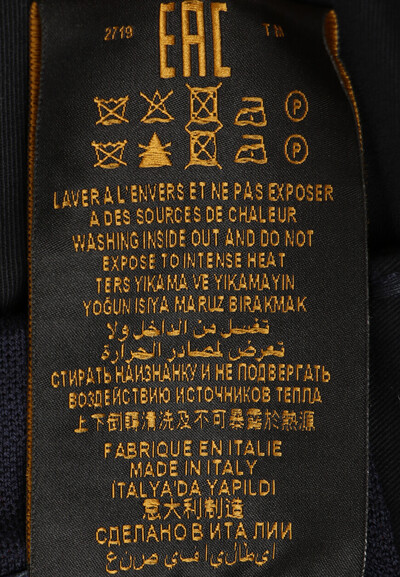 2719 EAC TM
P
P
LAVER A L'ENVERS ET NE PAS EXPOSER
A DES SOURCES DE CHALEUR
WASHING INSIDE OUT AND DO NOT
EXPOSE TO INTENSE HEAT
TERS YIKAMA VE YIKAMAYIN
YOĞUN ISIYA MARUZ BIRAKMAK
تغسل من الداخل ولا
تعرض لمصادر الحرارة
СТИРАТЬ НАИЗНАНКУ И НЕ ПОДВЕРГАТЬ
ВОЗДЕЙСТВИЮ ИСТОЧНИКОВ ТЕПЛА
上下倒轉清洗及不可暴露於熱源
FABRIQUE EN ITALIE
MADE IN ITALY
İTALYA'DA YAPILDI
意大利制造
СДЕЛАНО В ИТАЛИИ